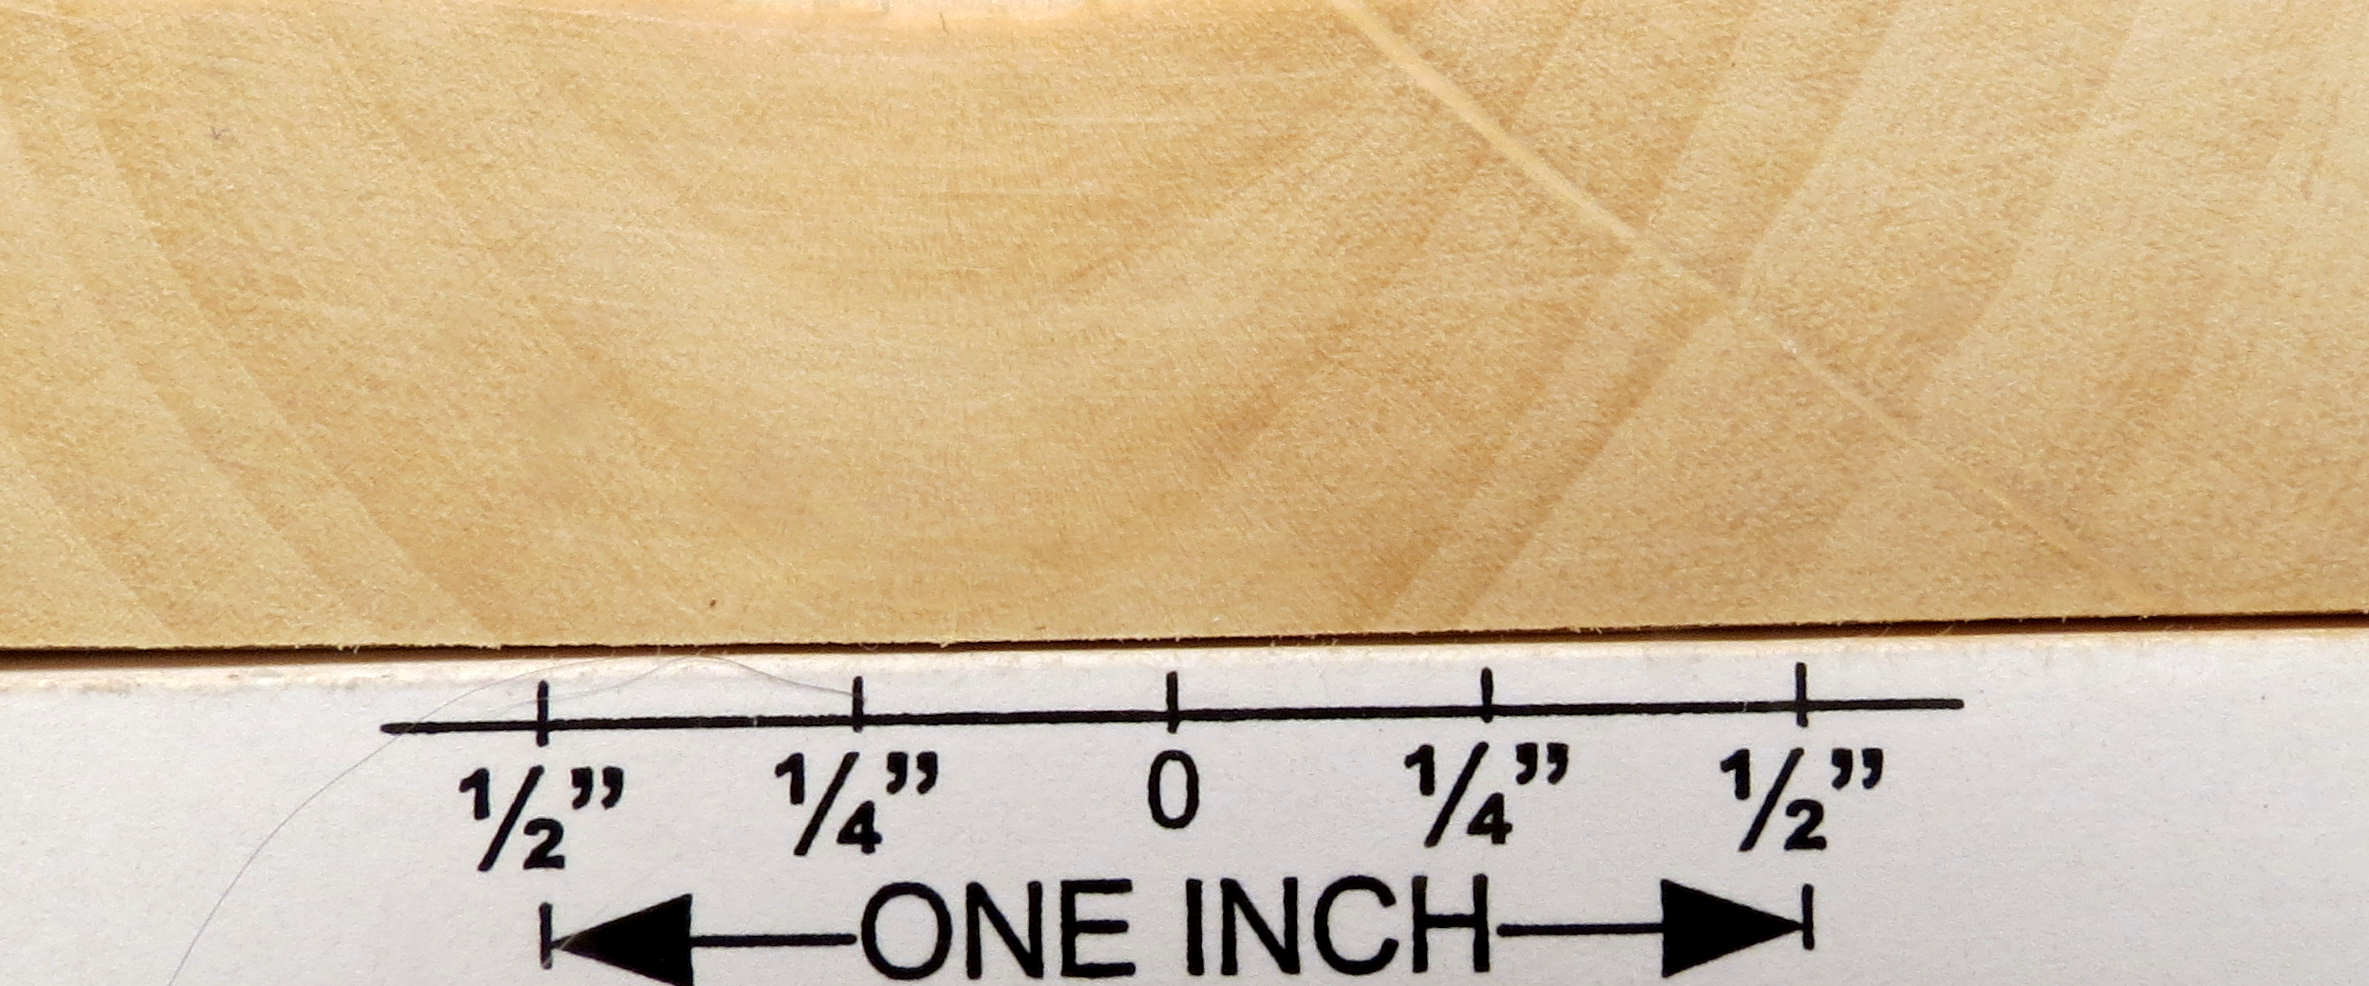 ½” ¼” 0 ¼” ½”
ONE INCH